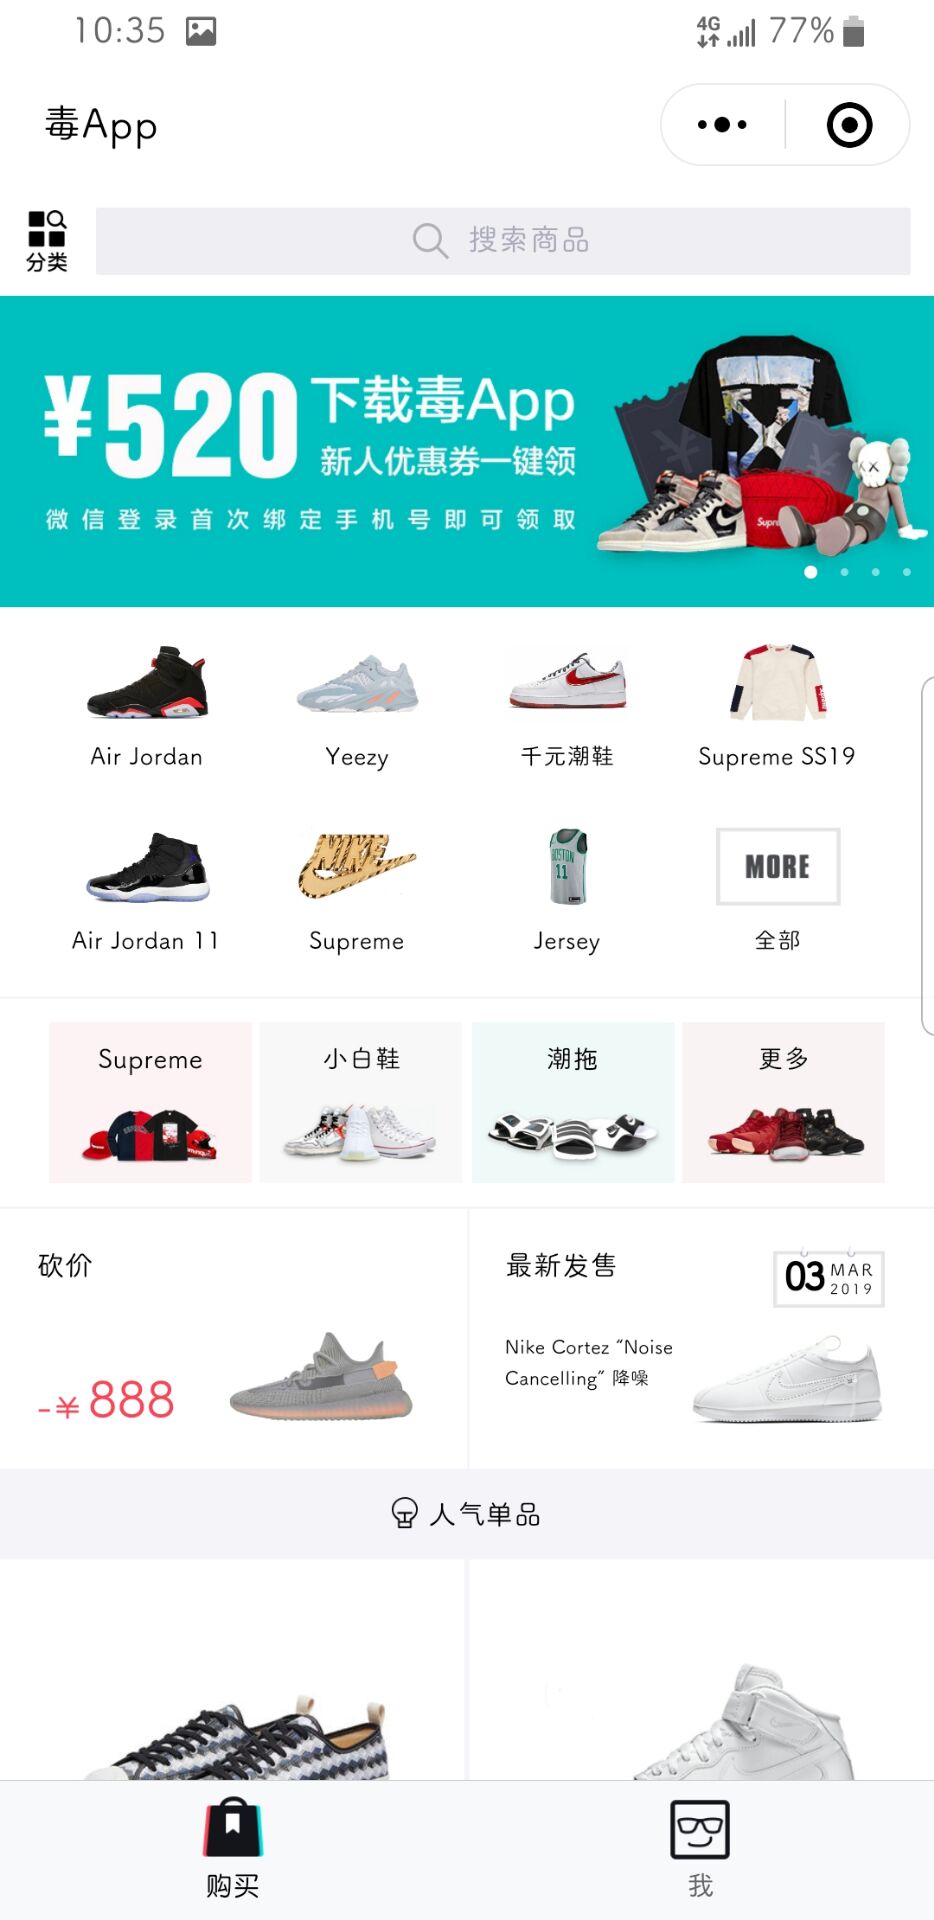 10:35
4G
77%
毒App
分类
搜索商品
¥520
下载毒App
新人优惠券一键领
微信登录首次绑定手机号即可领取
Air Jordan
Yeezy
千元潮鞋
Supreme SS19
NIKE
BOSTON
11
MORE
Air Jordan 11
Supreme
Jersey
全部
Supreme
小白鞋
潮拖
更多
砍价
-¥888
最新发售
03
MAR
2019
Nike Cortez “Noise
Cancelling” 降噪
人气单品
购买
我